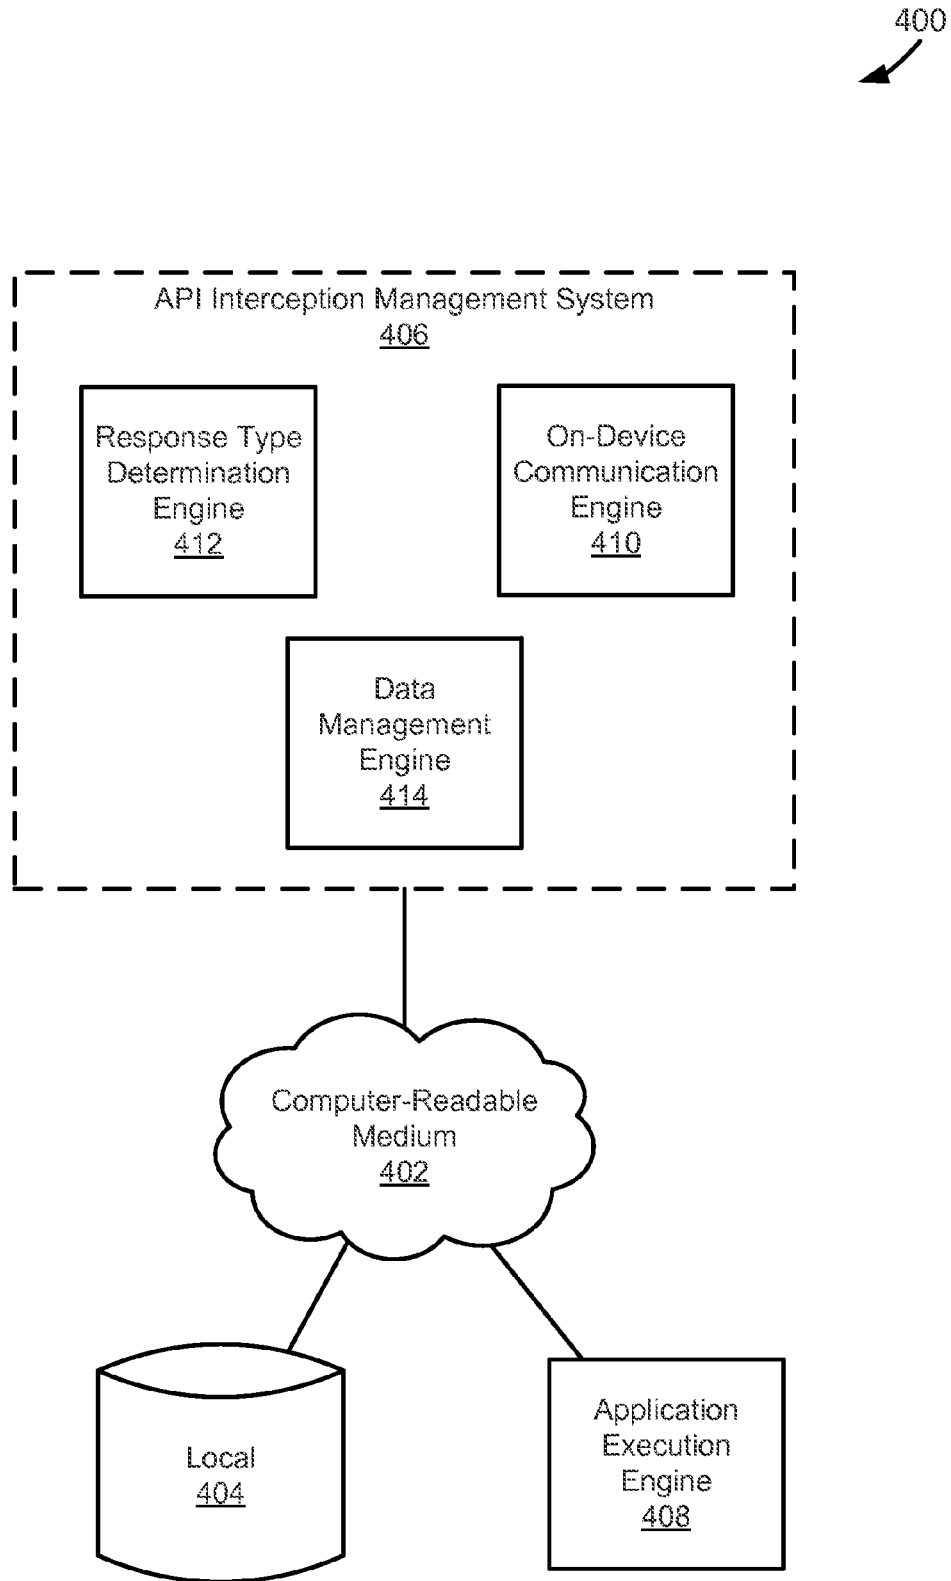 400
API Interception Management System
406
Response Type
Determination
Engine
412
On-Device
Communication
Engine
410
Data
Management
Engine
414
Computer-Readable
Medium
402
Local
404
Application
Execution
Engine
408